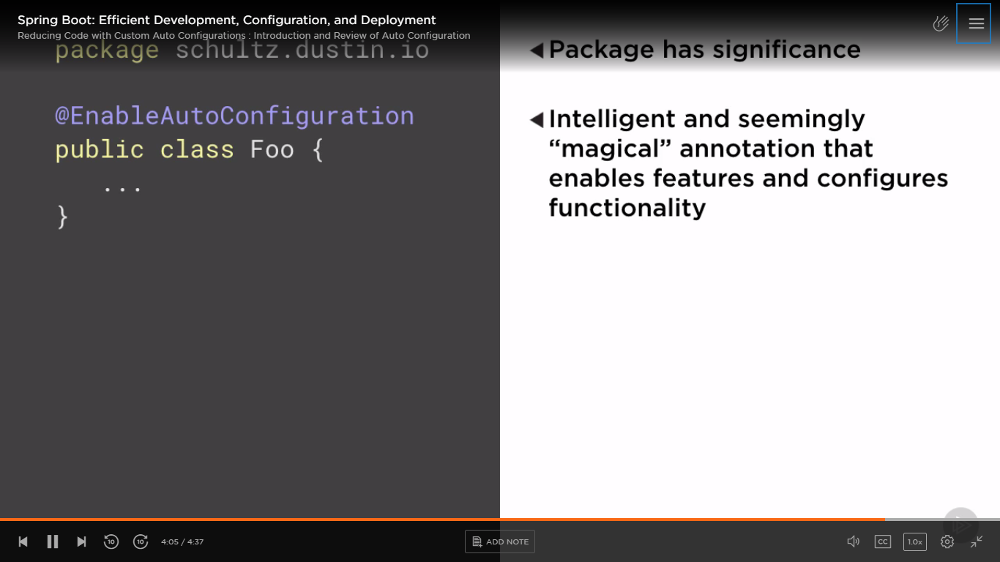 Spring Boot: Efficient Development, Configuration, and Deployment
Reducing Code with Custom Auto Configurations : Introduction and Review of Auto Configuration
package schultz.dustin.io
@EnableAutoConfiguration
public class Foo {
...
}
◀Package has significance
◀Intelligent and seemingly
“magical” annotation that
enables features and configures
functionality
10
10
4:05 / 4:37
ADD NOTE
CC
1.0x